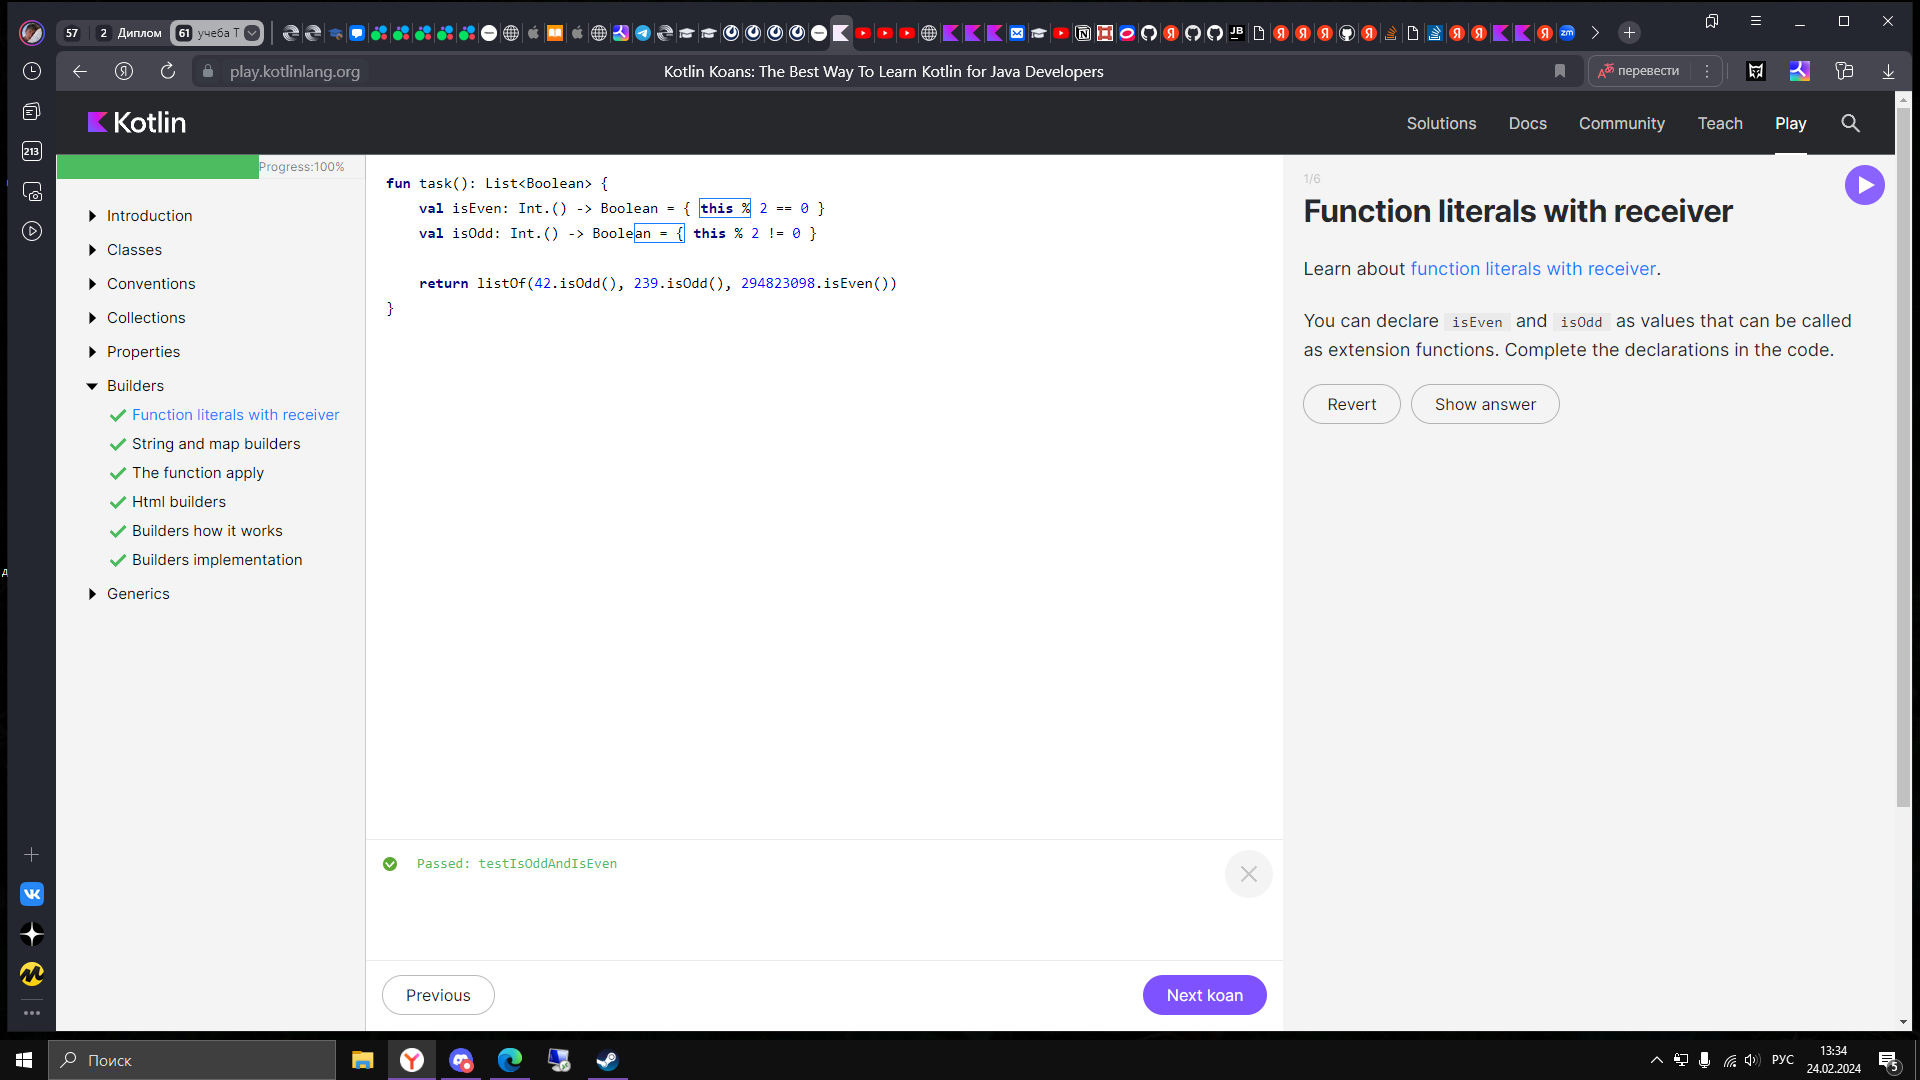 57
2 Диплом
61 учеба Т
JB
zm
play.kotlinlang.org
Kotlin Koans: The Best Way To Learn Kotlin for Java Developers
перевести
213
Kotlin
Solutions
Docs
Community
Teach
Play
Progress:100%
Introduction
Classes
Conventions
Collections
Properties
Builders
Function literals with receiver
String and map builders
The function apply
Html builders
Builders how it works
Builders implementation
Generics
fun task(): List<Boolean> {
val isEven: Int.() -> Boolean = { this % 2 == 0 }
val isOdd: Int.() -> Boolean = { this % 2 != 0 }
return listOf(42.isOdd(), 239.isOdd(), 294823098.isEven())
}
Passed: testIsOddAndIsEven
Previous
Next koan
1/6
Function literals with receiver
Learn about function literals with receiver.
You can declare isEven and isOdd as values that can be called
as extension functions. Complete the declarations in the code.
Revert
Show answer
Поиск
РУС
13:34
24.02.2024
5